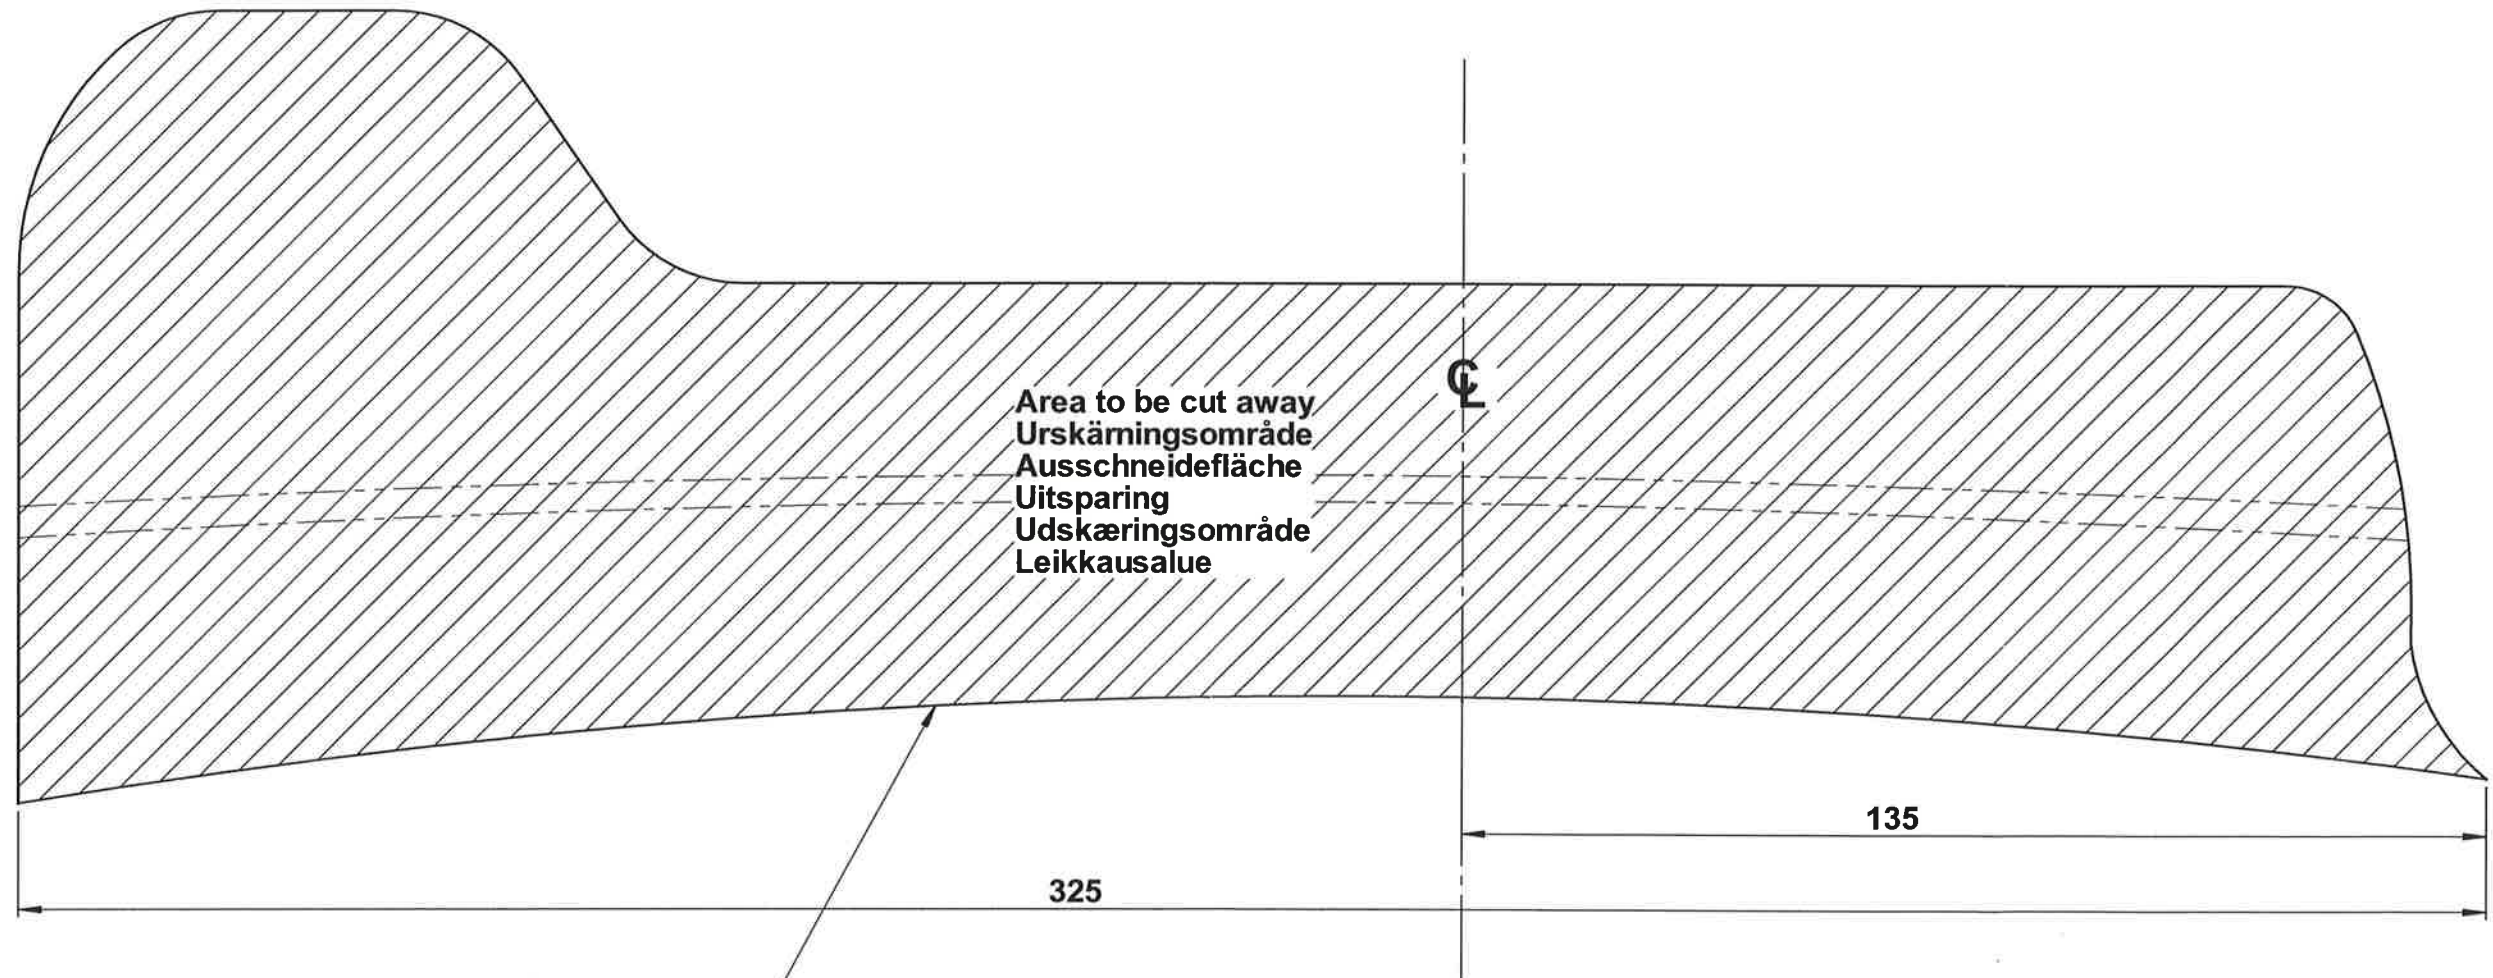 ℄
Area to be cut away
Urskärningsområde
Ausschneidefläche
Uitsparing
Udskæringsområde
Leikkausalue
135
325